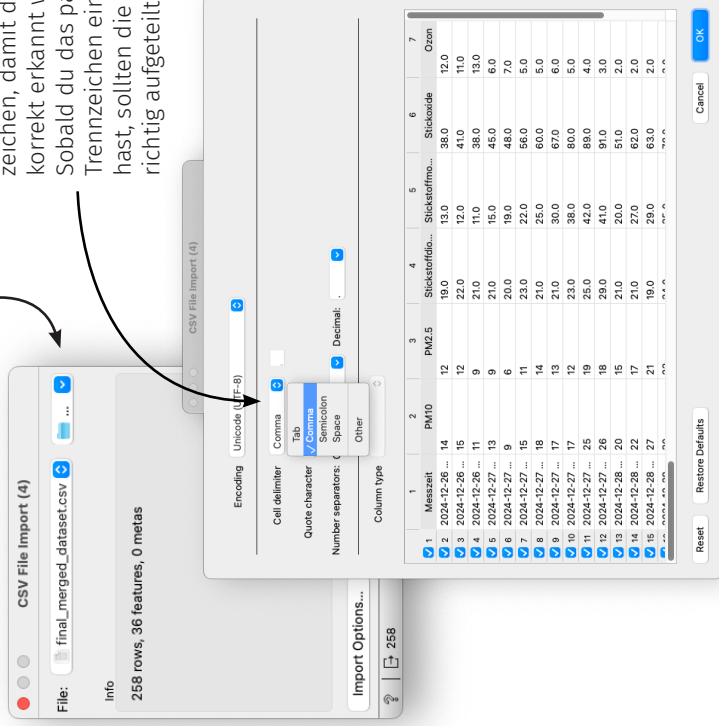 zeichen, damit d
korrekt erkannt
Sobald du das
Trennzeichen ein
hast, sollten die
richtig aufgeteilt
CSV File Import (4)
File: final_merged_dataset.csv ...
Info
258 rows, 36 features, 0 metas
Import Options...
? 258
CSV File Import (4)
Encoding Unicode (UTF-8)
Cell delimiter Comma
Quote character
Number separators: Decimal: .
Column type
Tab
✓ Comma
Semicolon
Space
Other
1 2 3 4 5 6 7
1 Messzeit PM10 PM2.5 Stickstoffdio... Stickstoffmo... Stickoxide Ozon
2 2024-12-26 ... 14 12 19.0 13.0 38.0 12.0
3 2024-12-26 ... 15 12 22.0 12.0 41.0 11.0
4 2024-12-26 ... 11 9 21.0 11.0 38.0 13.0
5 2024-12-27 ... 13 9 21.0 15.0 45.0 6.0
6 2024-12-27 ... 9 6 20.0 19.0 48.0 7.0
7 2024-12-27 ... 15 11 23.0 22.0 56.0 5.0
8 2024-12-27 ... 18 14 21.0 25.0 60.0 5.0
9 2024-12-27 ... 17 13 21.0 30.0 67.0 6.0
10 2024-12-27 ... 17 12 23.0 38.0 80.0 5.0
11 2024-12-27 ... 25 19 25.0 42.0 89.0 4.0
12 2024-12-27 ... 26 18 29.0 41.0 91.0 3.0
13 2024-12-28 ... 20 15 21.0 20.0 51.0 2.0
14 2024-12-28 ... 22 17 21.0 27.0 62.0 2.0
15 2024-12-28 ... 27 21 19.0 29.0 63.0 2.0
Reset Restore Defaults Cancel OK